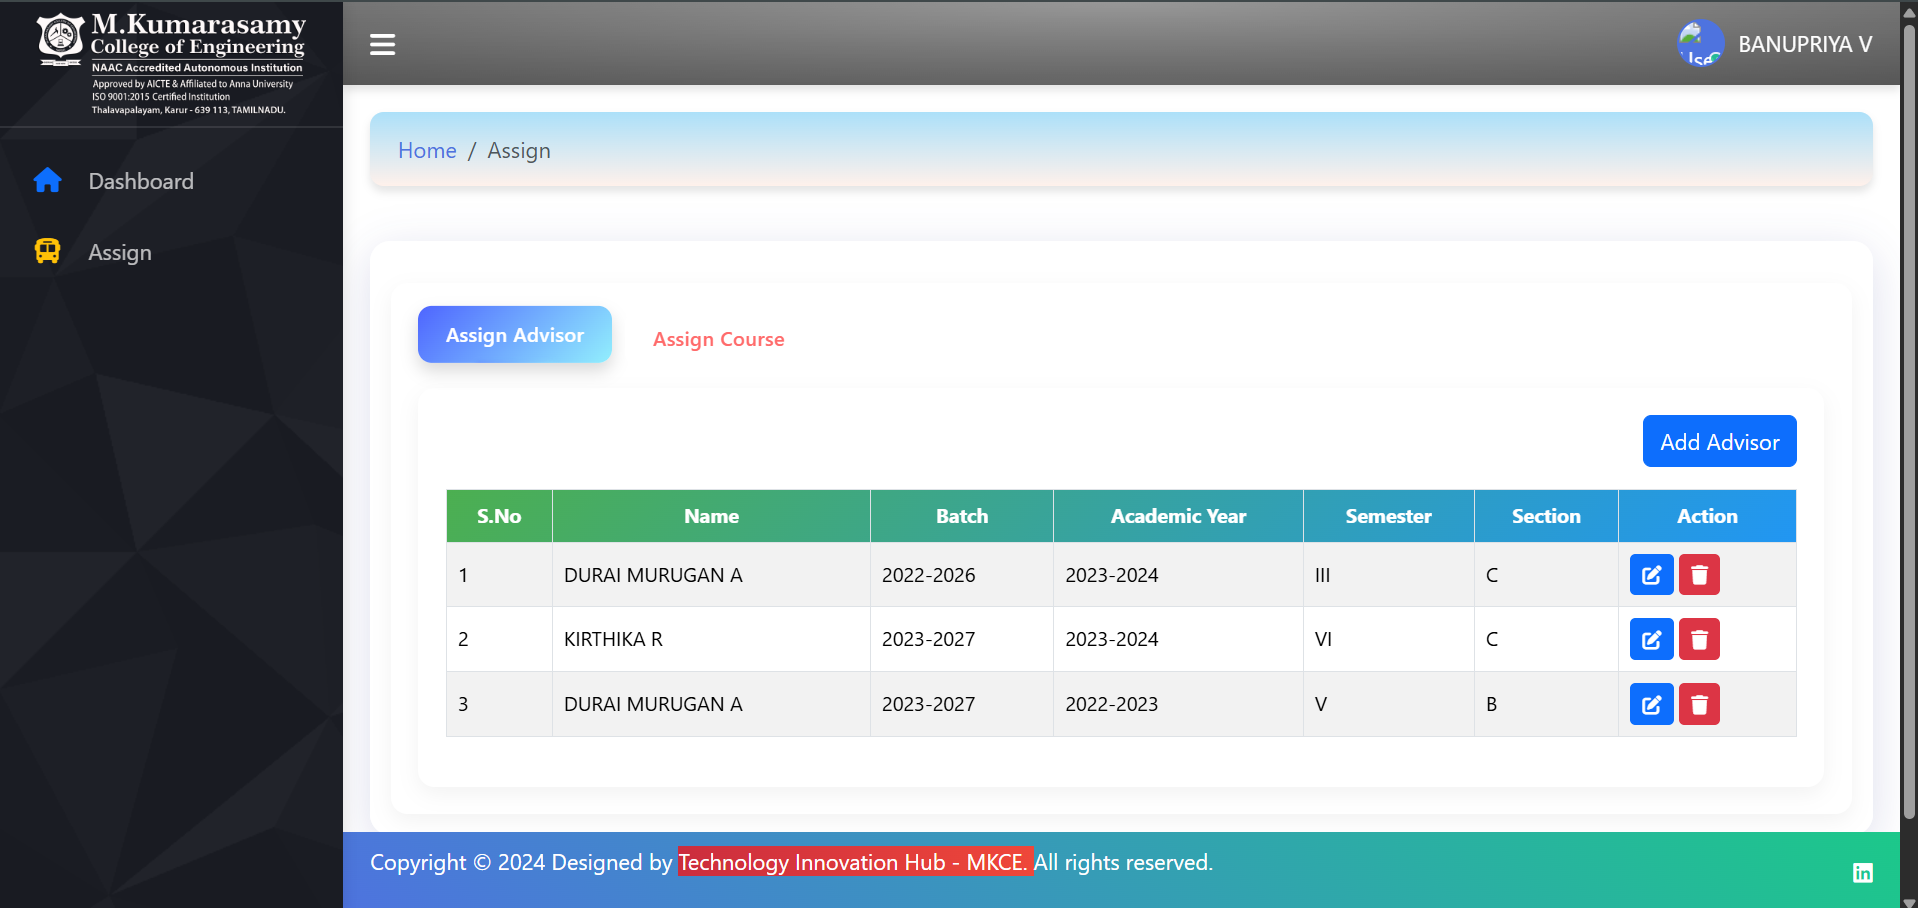 M.Kumarasamy
College of Engineering
NAAC Accredited Autonomous Institution
Approved by AICTE & Affiliated to Anna University
ISO 9001:2015 Certified Institution
Thalavapalayam, Karur - 639 113, TAMILNADU.
BANUPRIYA V
Home / Assign
Dashboard
Assign
Assign Advisor Assign Course
Add Advisor
S.No Name Batch Academic Year Semester Section Action
1 DURAI MURUGAN A 2022-2026 2023-2024 III C
2 KIRTHIKA R 2023-2027 2023-2024 VI C
3 DURAI MURUGAN A 2023-2027 2022-2023 V B
Copyright © 2024 Designed by Technology Innovation Hub - MKCE. All rights reserved.
in